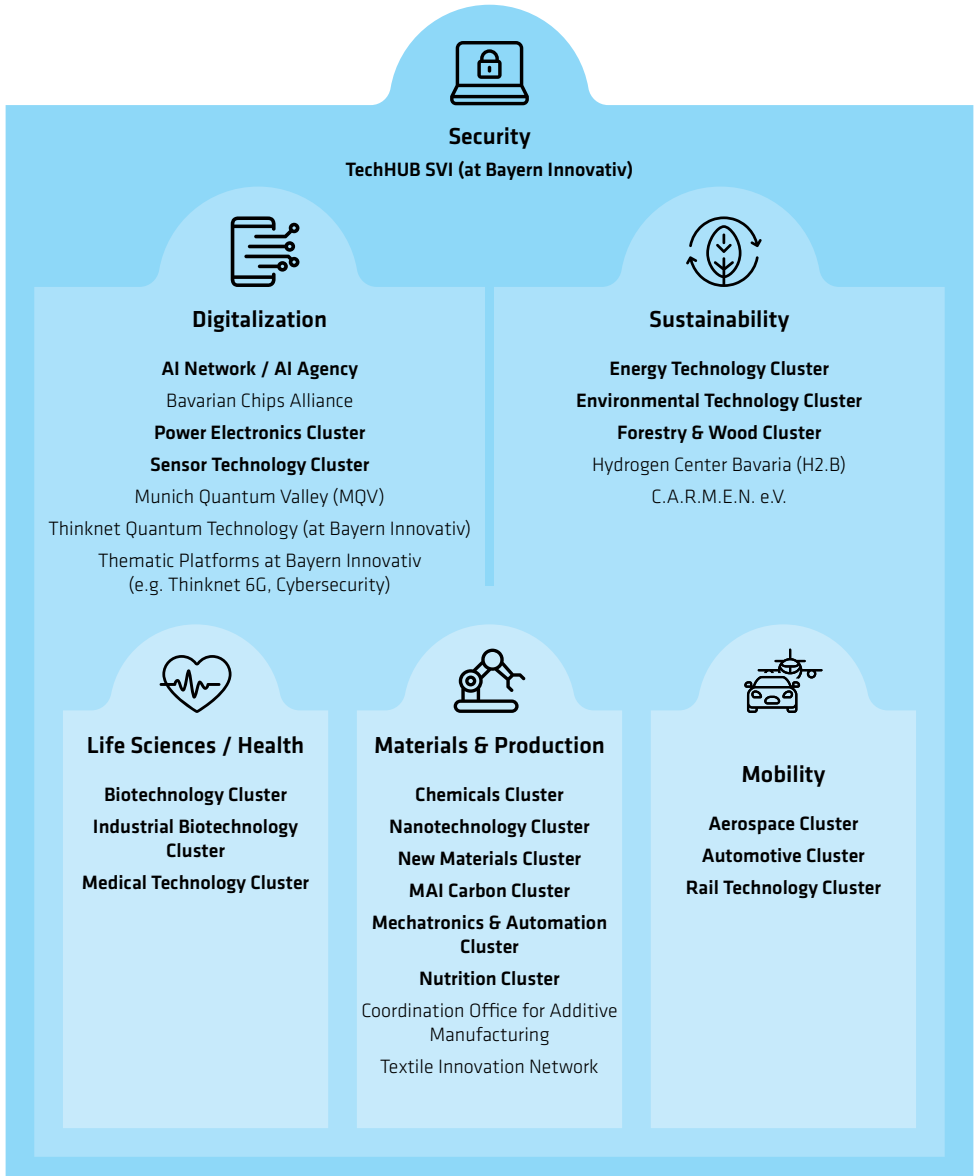 Security
TechHUB SVI (at Bayern Innovativ)
Digitalization
AI Network / AI Agency
Bavarian Chips Alliance
Power Electronics Cluster
Sensor Technology Cluster
Munich Quantum Valley (MQV)
Thinknet Quantum Technology (at Bayern Innovativ)
Thematic Platforms at Bayern Innovativ
(e.g. Thinknet 6G, Cybersecurity)
Sustainability
Energy Technology Cluster
Environmental Technology Cluster
Forestry & Wood Cluster
Hydrogen Center Bavaria (H2.B)
C.A.R.M.E.N. e.V.
Life Sciences / Health
Biotechnology Cluster
Industrial Biotechnology
Cluster
Medical Technology Cluster
Materials & Production
Chemicals Cluster
Nanotechnology Cluster
New Materials Cluster
MAI Carbon Cluster
Mechatronics & Automation
Cluster
Nutrition Cluster
Coordination Office for Additive
Manufacturing
Textile Innovation Network
Mobility
Aerospace Cluster
Automotive Cluster
Rail Technology Cluster